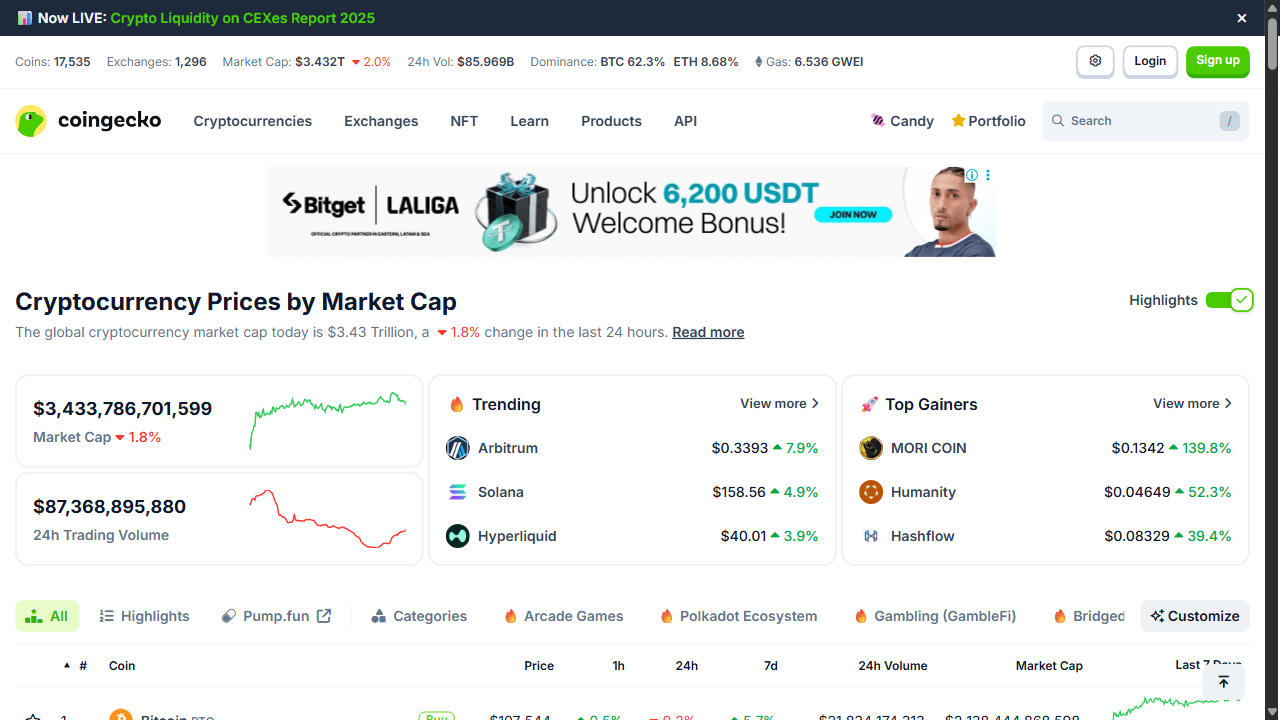 Now LIVE: Crypto Liquidity on CEXes Report 2025
Coins: 17,535 Exchanges: 1,296 Market Cap: $3.432T 2.0% 24h Vol: $85.969B Dominance: BTC 62.3% ETH 8.68% Gas: 6.536 GWEI
Login
Sign up
coingecko
Cryptocurrencies Exchanges NFT Learn Products API
Candy Portfolio Search /
Bitget LALIGA
OFFICIAL CRYPTO PARTNER IN EASTERN, LATAM & SEA
Unlock 6,200 USDT
Welcome Bonus!
JOIN NOW
Cryptocurrency Prices by Market Cap
Highlights
The global cryptocurrency market cap today is $3.43 Trillion, a 1.8% change in the last 24 hours. Read more
$3,433,786,701,599
Market Cap 1.8%
$87,368,895,880
24h Trading Volume
Trending View more
Arbitrum $0.3393 7.9%
Solana $158.56 4.9%
Hyperliquid $40.01 3.9%
Top Gainers View more
MORI COIN $0.1342 139.8%
Humanity $0.04649 52.3%
Hashflow $0.08329 39.4%
All Highlights Pump.fun Categories Arcade Games Polkadot Ecosystem Gambling (GambleFi) Bridged Customize
# Coin Price 1h 24h 7d 24h Volume Market Cap Last 7 Days
1 Bitcoin BTC Buy $107,544 0.5% 0.2% 5.7%